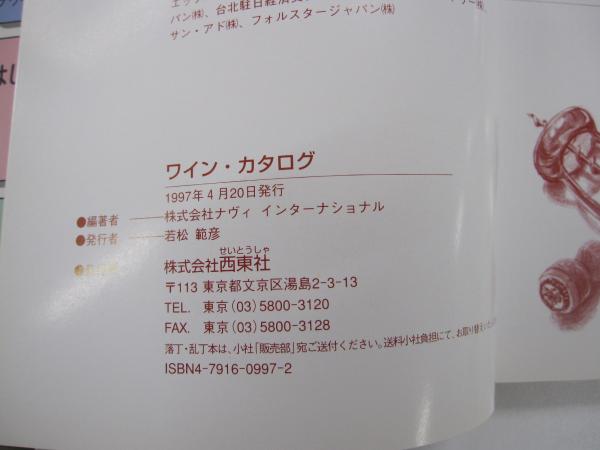 パン㈱、台北駐日経済
サン・アド㈱、フォルスタージャパン㈱
ワイン・カタログ
1997年4月20日発行
●編著者 ―― 株式会社ナヴィ インターナショナル
●発行者 ―― 若松 範彦
せいとうしゃ
株式会社西東社
〒113 東京都文京区湯島2-3-13
TEL. 東京(03)5800-3120
FAX. 東京(03)5800-3128
落丁・乱丁本は、小社「販売部」宛ご送付ください。送料小社負担にて、お取り替え
ISBN4-7916-0997-2